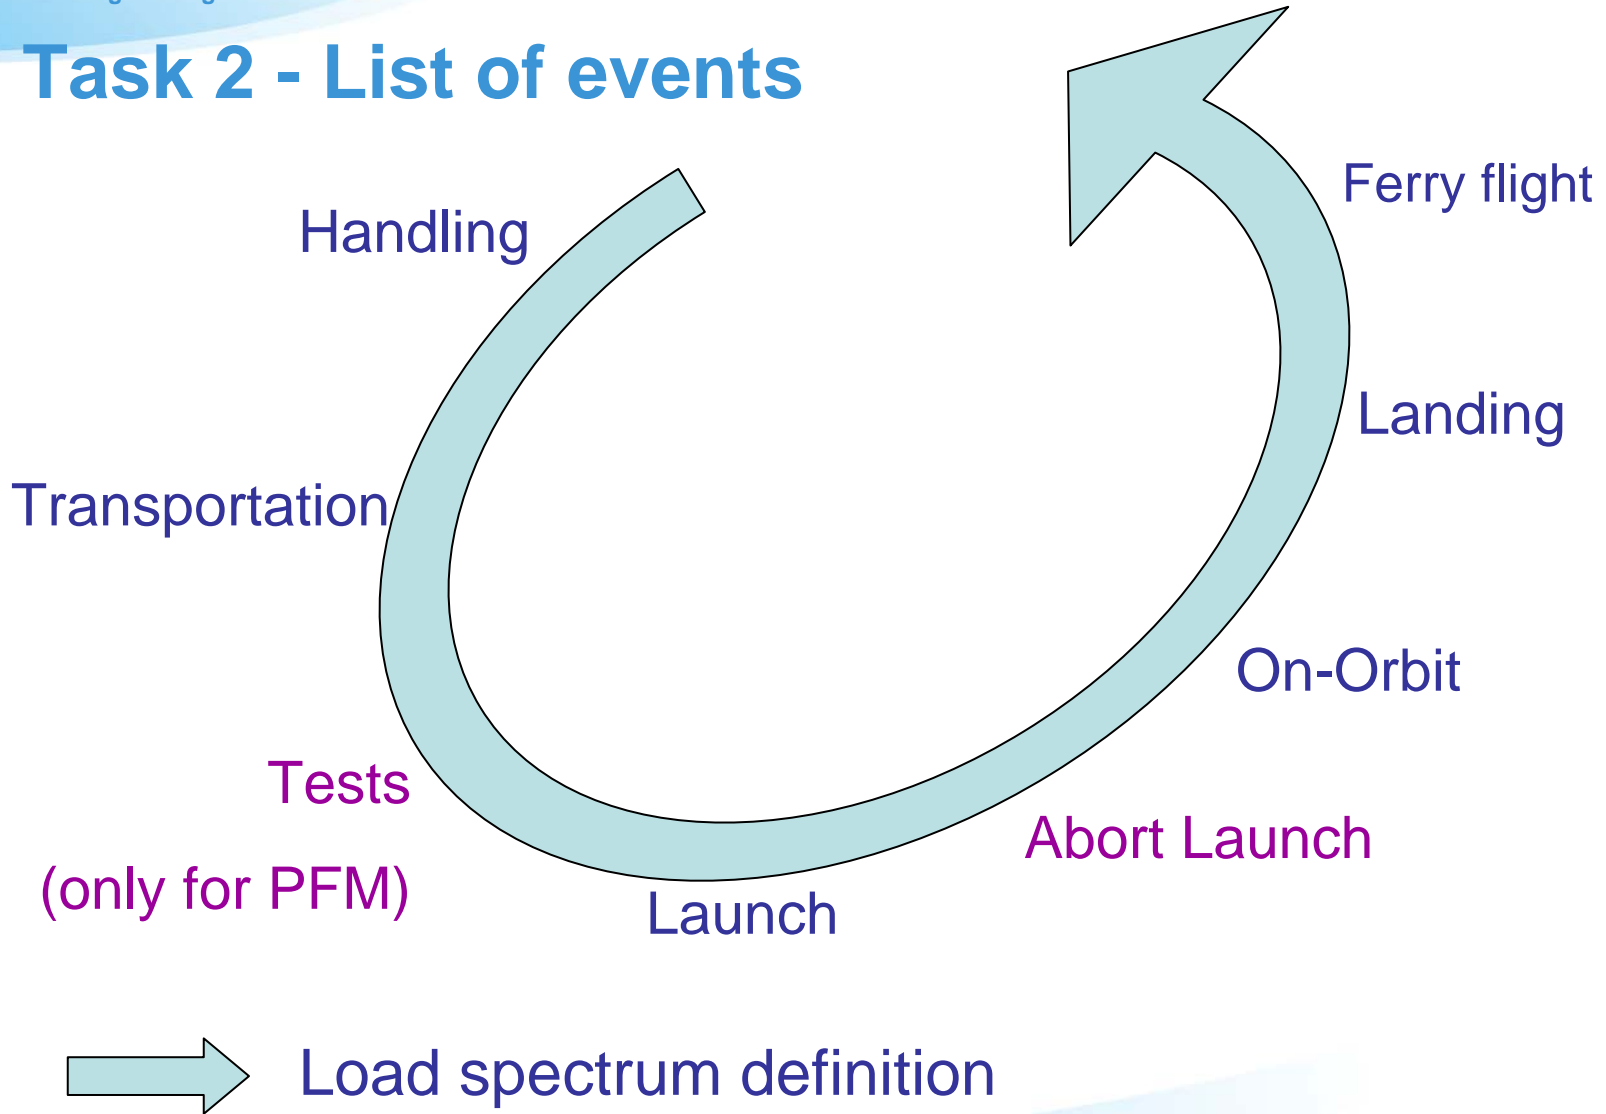 Task 2 - List of events
Handling
Transportation
Tests
(only for PFM)
Launch
Abort Launch
On-Orbit
Landing
Ferry flight
Load spectrum definition